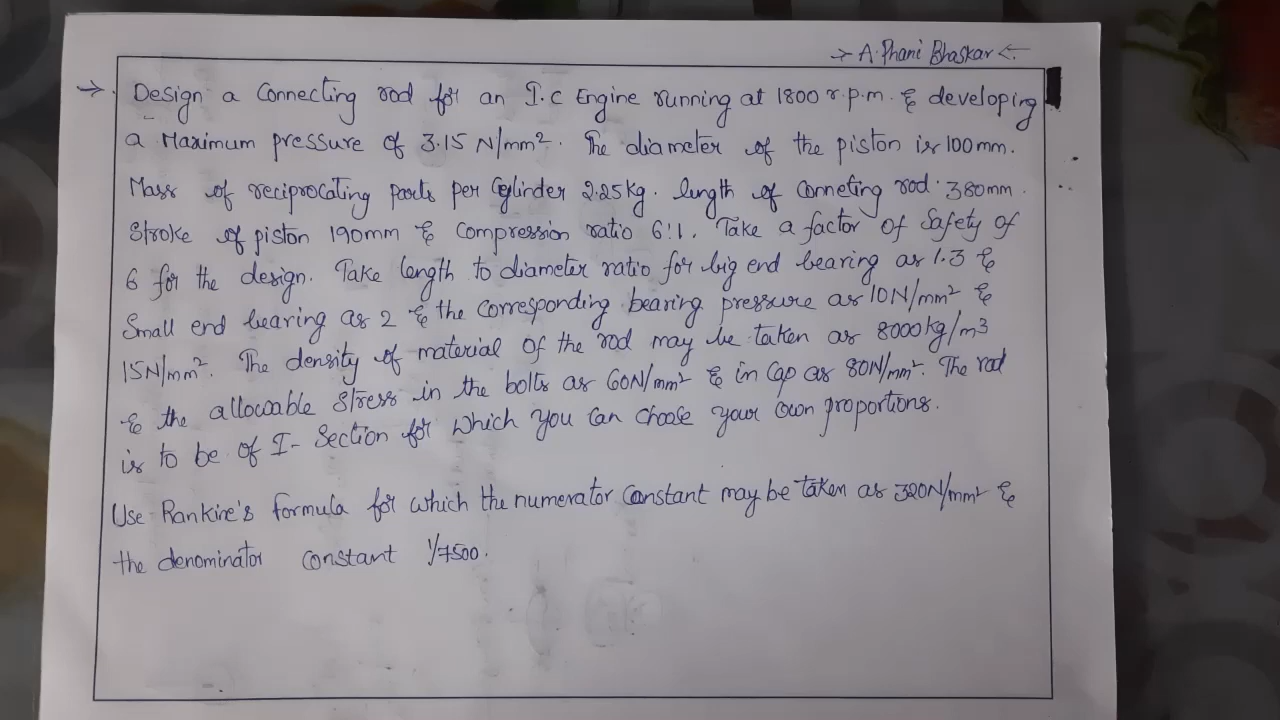 → A. Phani Bhaskar ←.
→. Design a Connecting rod for an I.C Engine running at 1800 r.p.m. & developing
a Maximum pressure of 3.15 N/mm². The diameter of the piston is 100mm.
Mass of reciprocating parts per Cylinder 2.25kg. length of Conneting rod. 380mm.
Stroke of piston 190mm & Compression ratio 6:1. Take a factor of Safety of
6 for the design. Take length to diameter ratio for big end bearing as 1.3 &
Small end bearing as 2 & the Corresponding bearing pressure as 10N/mm² &
15N/mm². The density of material of the rod may be taken as 8000kg/m3
& the allowable Stress in the bolts as 60N/mm² & in Cap as 80N/mm². The rod
is to be of I- Section for which you Can Choose your Own proportions.
Use Rankine's formula for which the numerator Constant may be taken as 320N/mm² &
the denominator constant 1/7500.